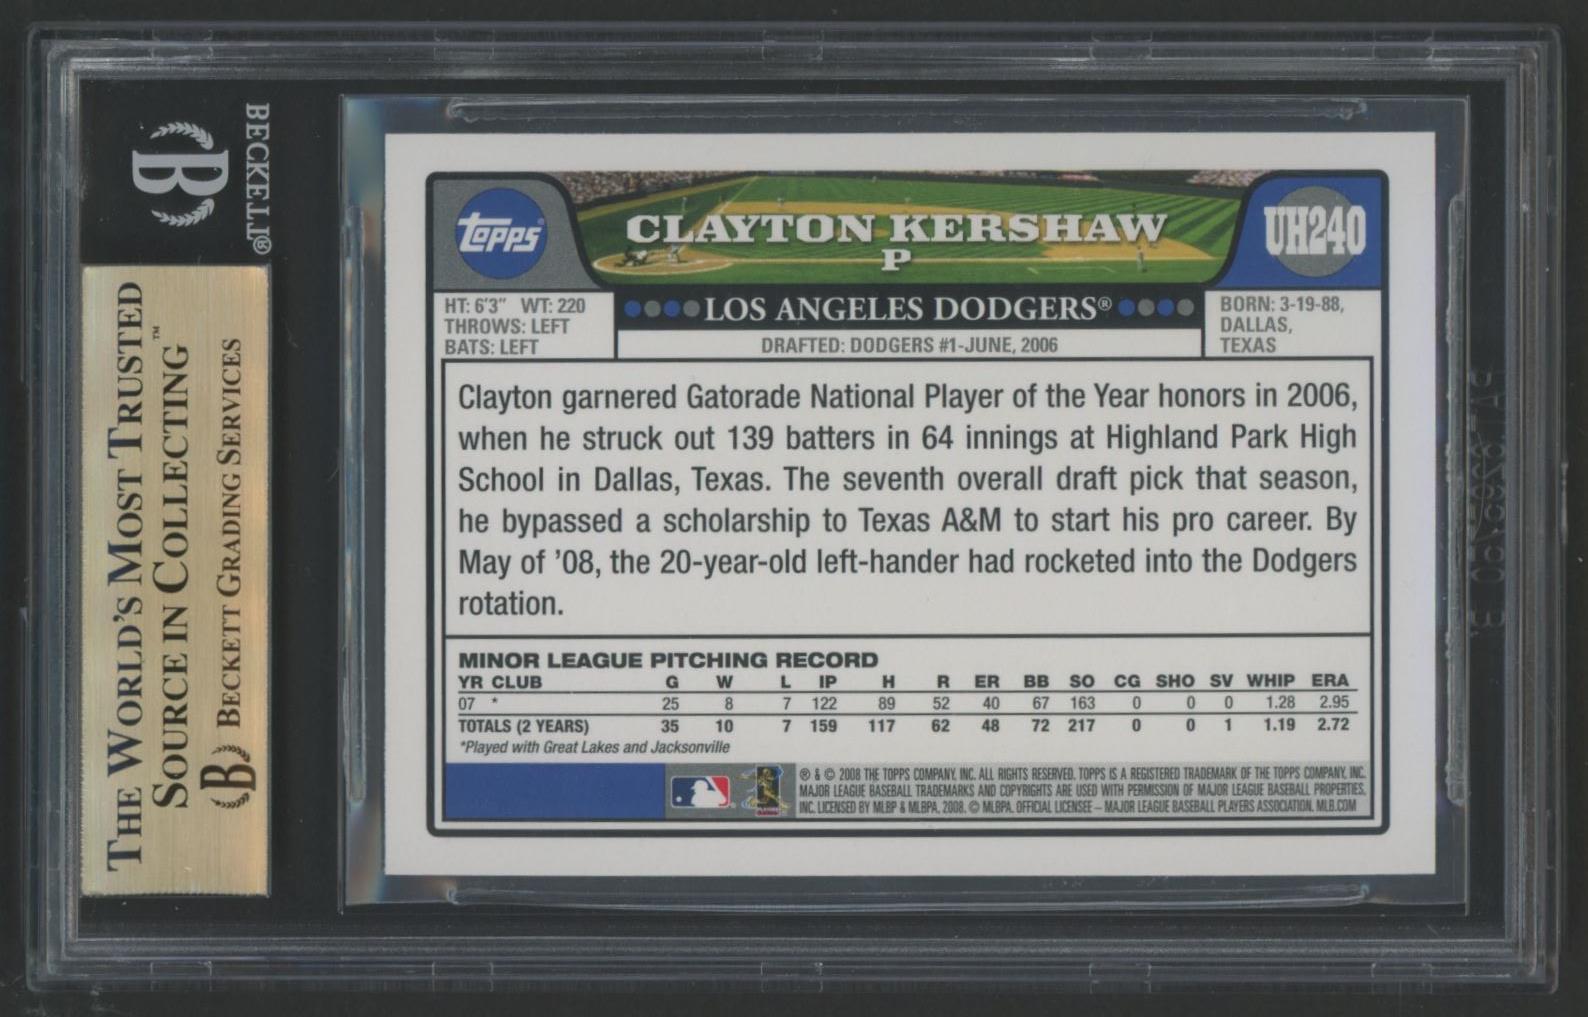 BECKETT®
B
THE WORLD'S MOST TRUSTED
SOURCE IN COLLECTING™
B BECKETT GRADING SERVICES
Topps
CLAYTON KERSHAW
P
UH240
HT: 6'3" WT: 220
THROWS: LEFT
BATS: LEFT
LOS ANGELES DODGERS®
DRAFTED: DODGERS #1-JUNE, 2006
BORN: 3-19-88,
DALLAS,
TEXAS
Clayton garnered Gatorade National Player of the Year honors in 2006,
when he struck out 139 batters in 64 innings at Highland Park High
School in Dallas, Texas. The seventh overall draft pick that season,
he bypassed a scholarship to Texas A&M to start his pro career. By
May of '08, the 20-year-old left-hander had rocketed into the Dodgers
rotation.
MINOR LEAGUE PITCHING RECORD
YR CLUB G W L IP H R ER BB SO CG SHO SV WHIP ERA
07 * 25 8 7 122 89 52 40 67 163 0 0 0 1.28 2.95
TOTALS (2 YEARS) 35 10 7 159 117 62 48 72 217 0 0 1 1.19 2.72
*Played with Great Lakes and Jacksonville
® & © 2008 THE TOPPS COMPANY, INC. ALL RIGHTS RESERVED. TOPPS IS A REGISTERED TRADEMARK OF THE TOPPS COMPANY, INC.
MAJOR LEAGUE BASEBALL TRADEMARKS AND COPYRIGHTS ARE USED WITH PERMISSION OF MAJOR LEAGUE BASEBALL PROPERTIES,
INC. LICENSED BY MLBP & MLBPA, 2008. © MLBPA. OFFICIAL LICENSEE – MAJOR LEAGUE BASEBALL PLAYERS ASSOCIATION. MLB.COM